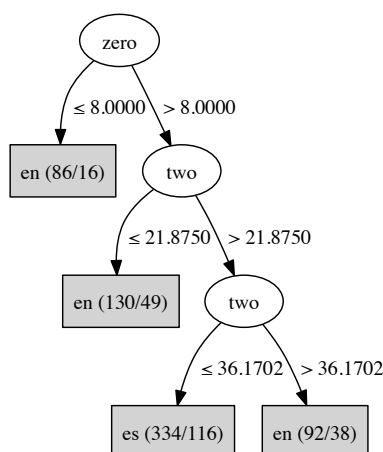 zero
≤ 8.0000
> 8.0000
en (86/16)
two
≤ 21.8750
> 21.8750
en (130/49)
two
≤ 36.1702
> 36.1702
es (334/116)
en (92/38)